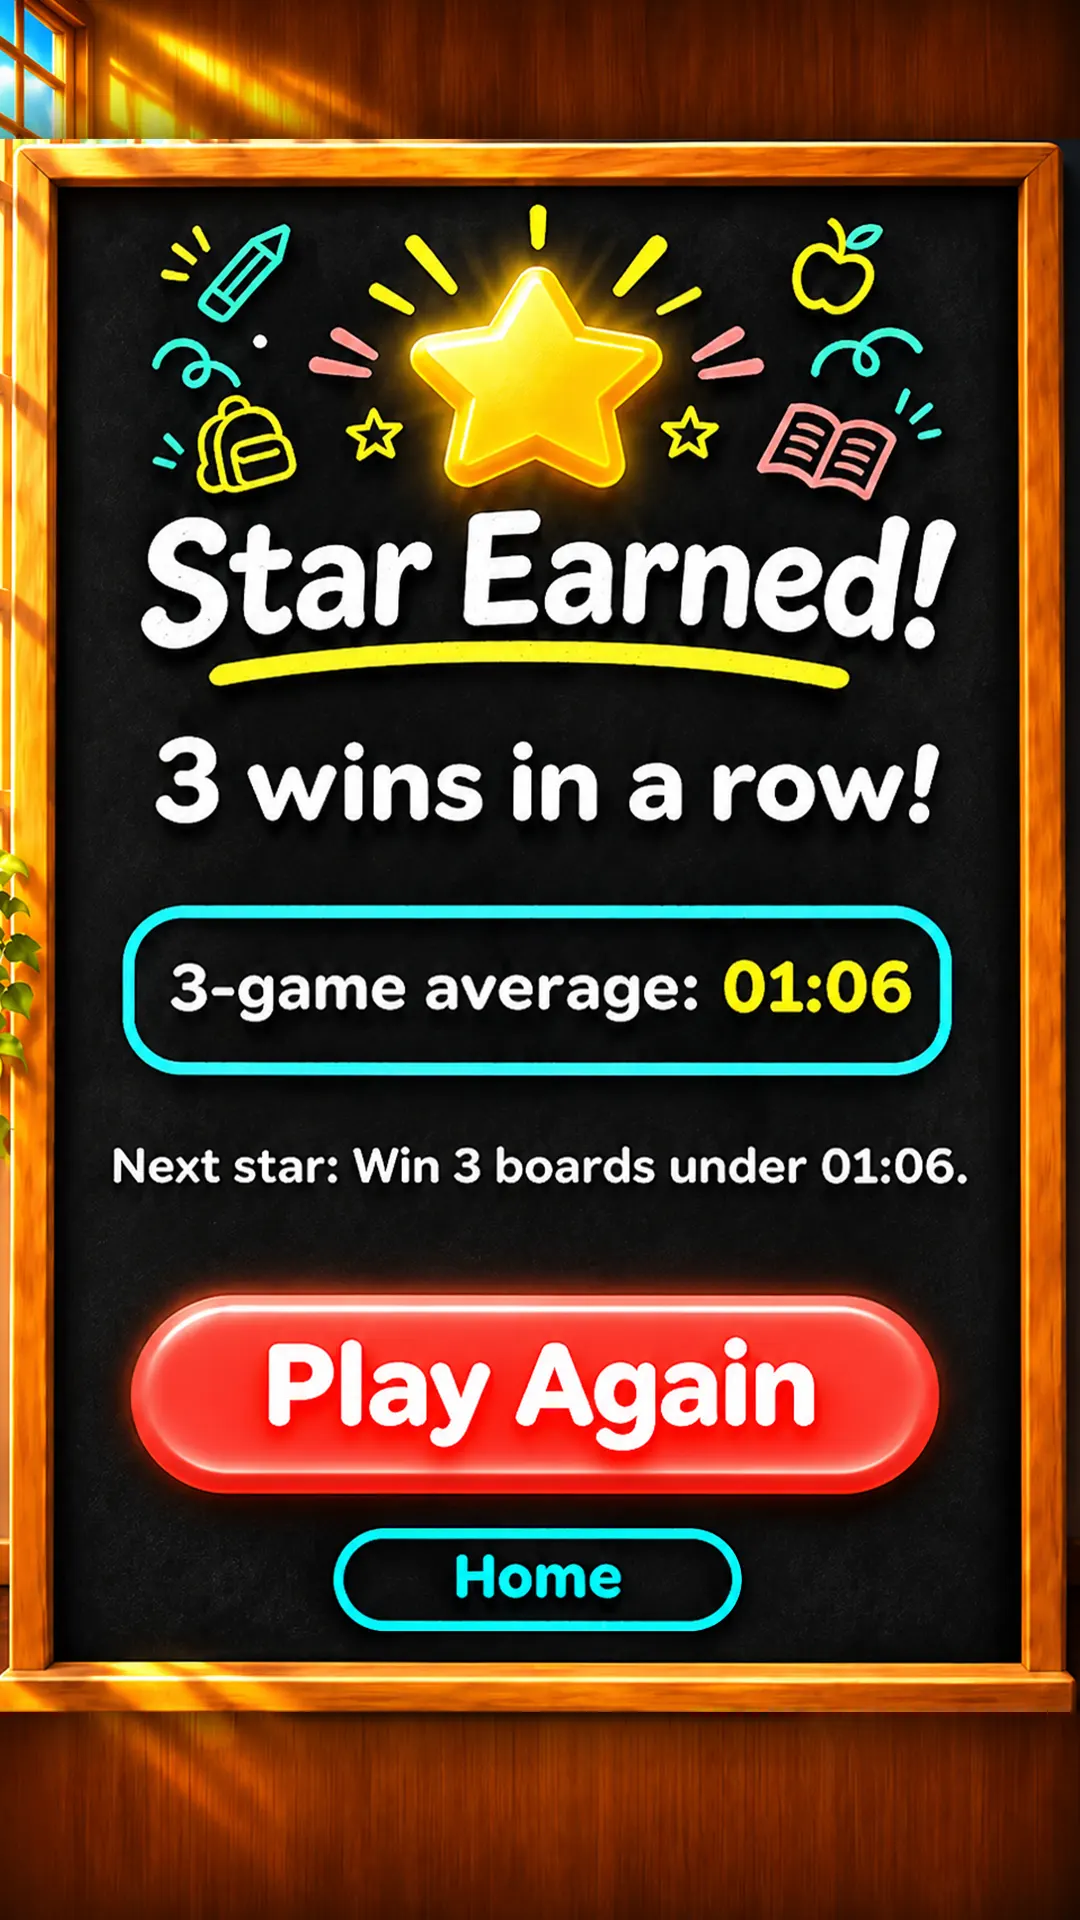 Star Earned!
3 wins in a row!
3-game average: 01:06
Next star: Win 3 boards under 01:06.
Play Again
Home